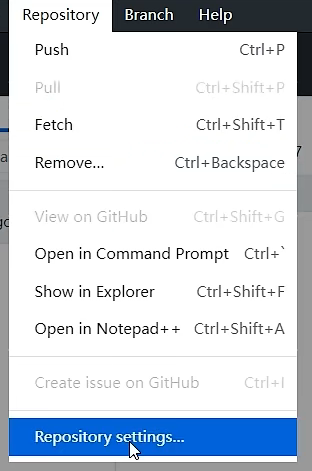 Repository Branch Help
Push Ctrl+P
Pull Ctrl+Shift+P
Fetch Ctrl+Shift+T
Remove... Ctrl+Backspace
View on GitHub Ctrl+Shift+G
Open in Command Prompt Ctrl+`
Show in Explorer Ctrl+Shift+F
Open in Notepad++ Ctrl+Shift+A
Create issue on GitHub Ctrl+I
Repository settings...